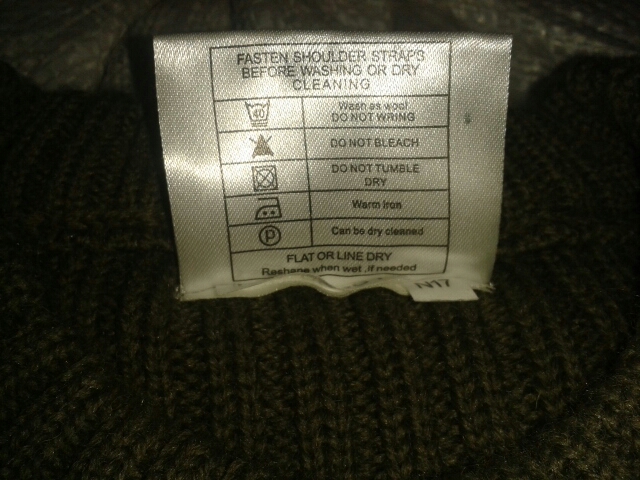 FASTEN SHOULDER STRAPS
BEFORE WASHING OR DRY
CLEANING
40
Wash as wool
DO NOT WRING
DO NOT BLEACH
DO NOT TUMBLE
DRY
Warm iron
P
Can be dry cleaned
FLAT OR LINE DRY
Reshape when wet ,if needed
N17